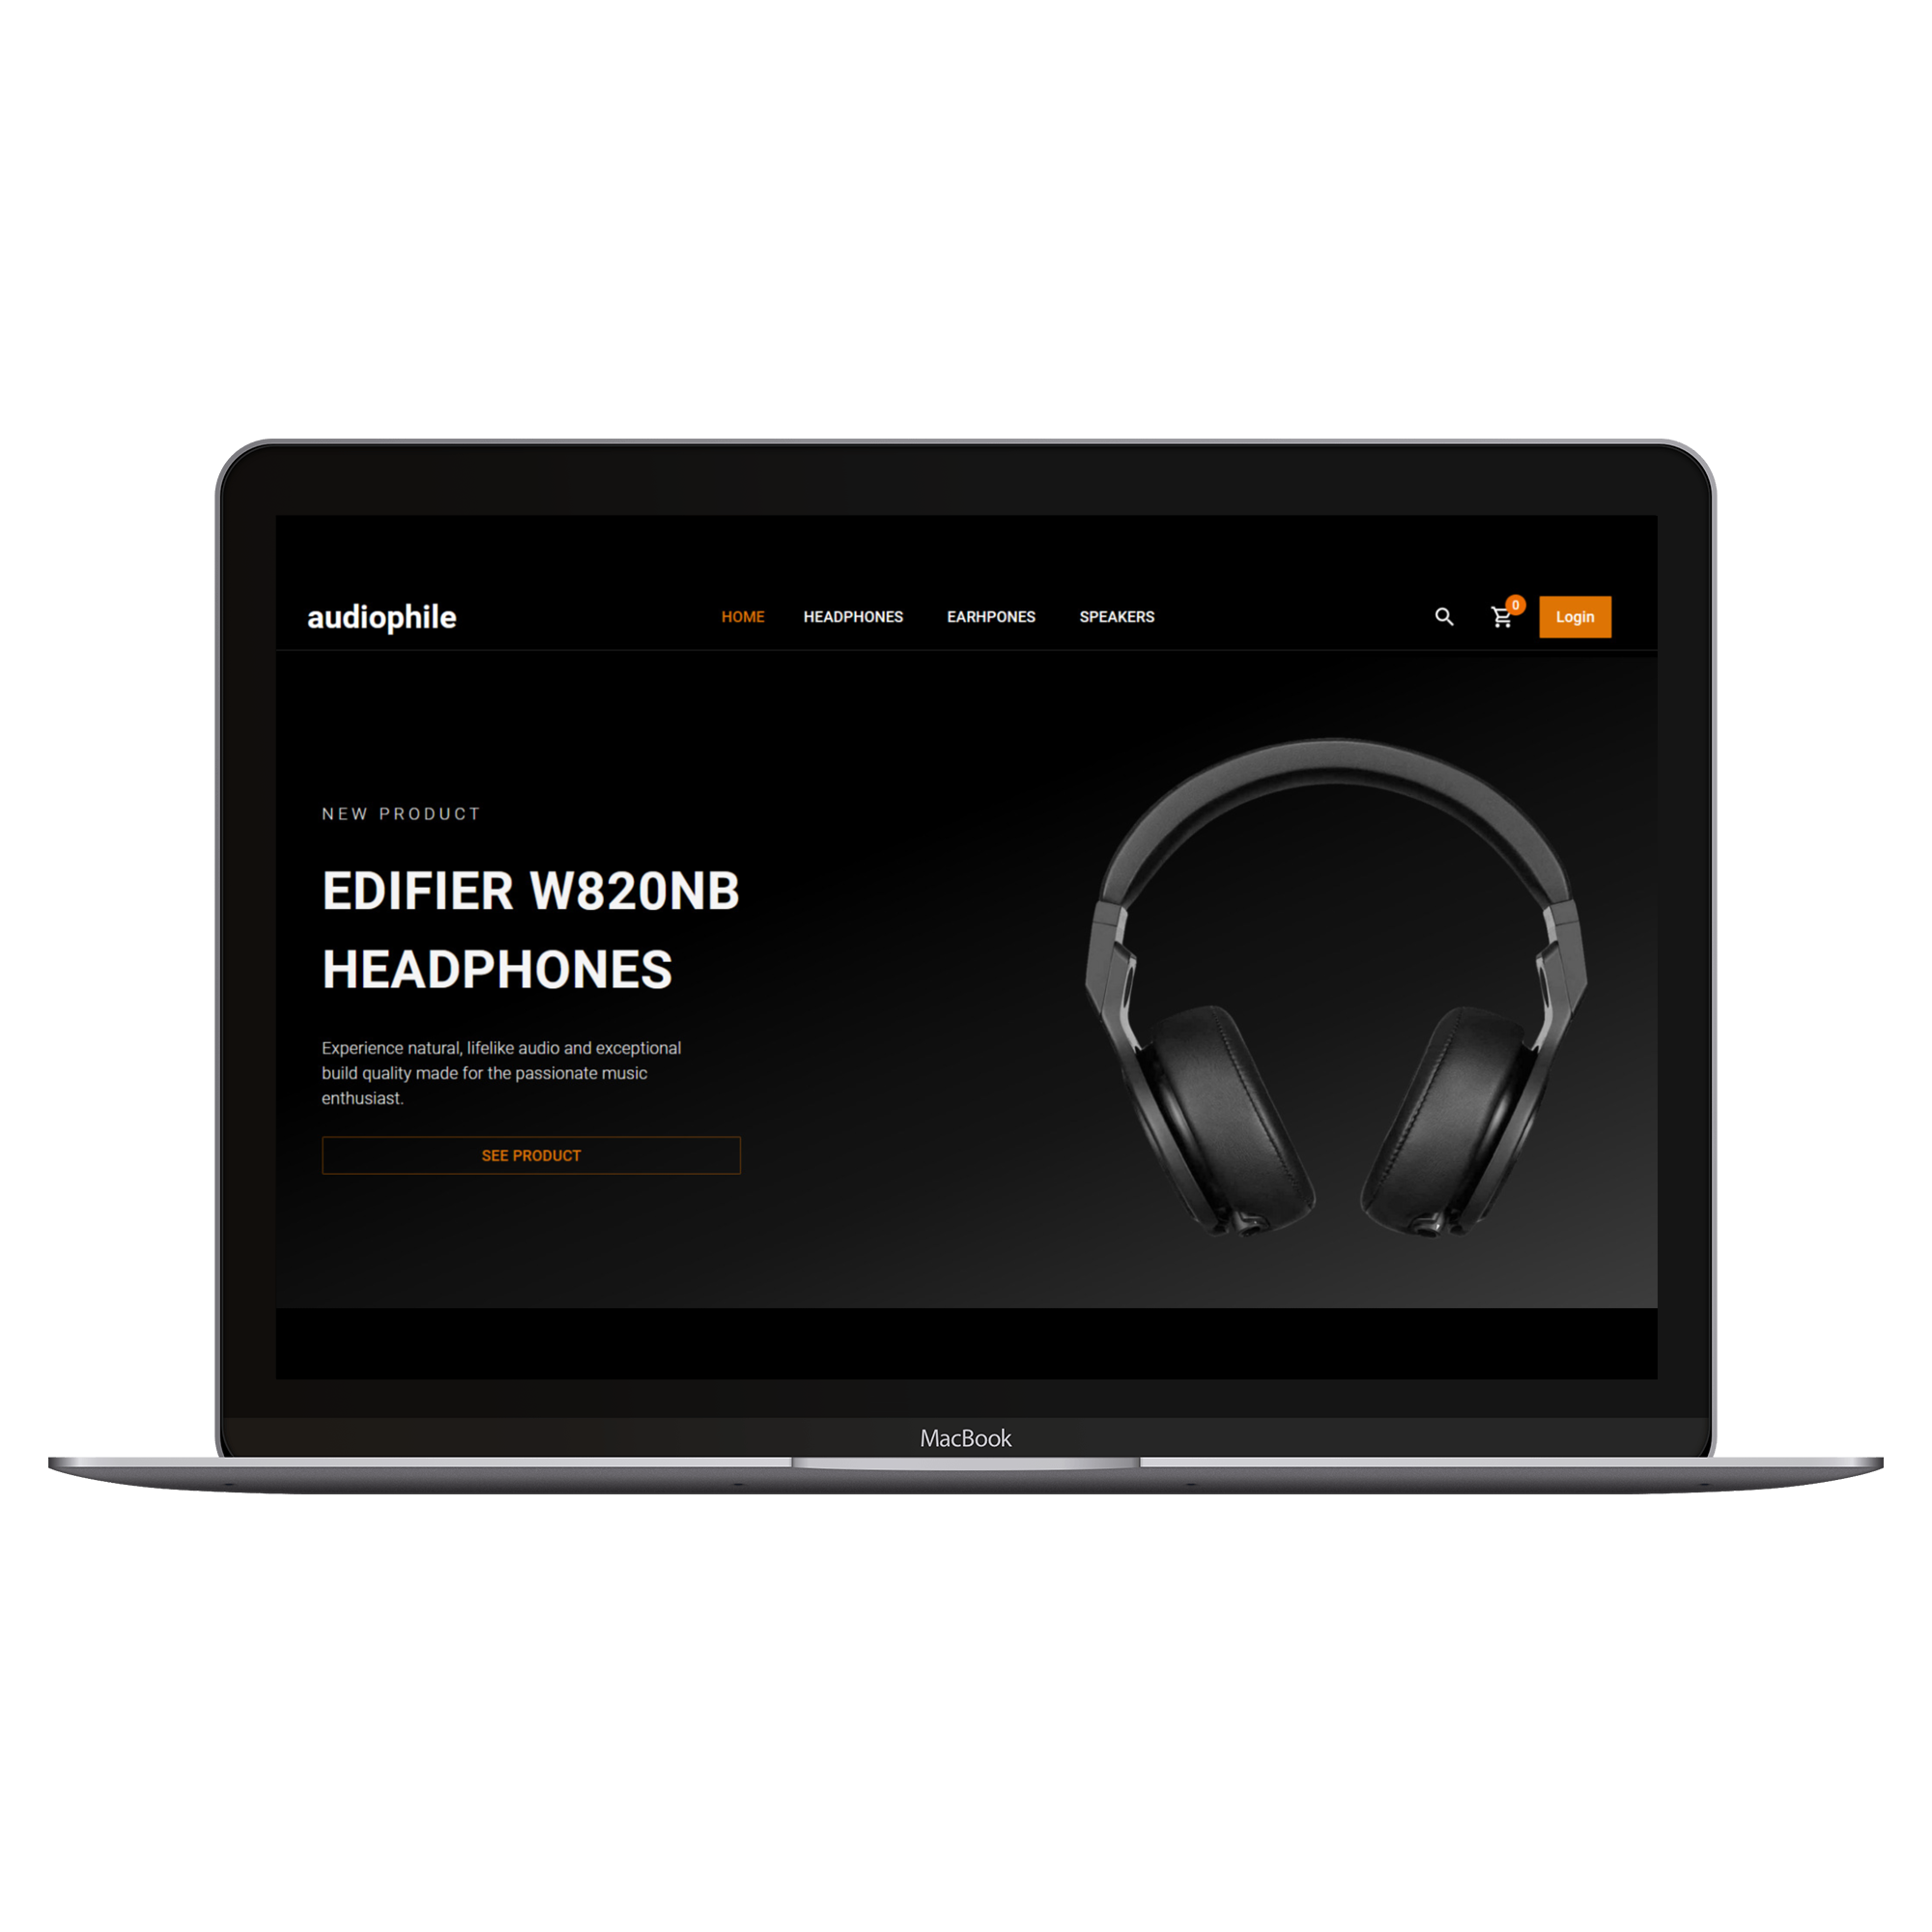 audiophile
HOME HEADPHONES EARHPONES SPEAKERS
0
Login
NEW PRODUCT
EDIFIER W820NB
HEADPHONES
Experience natural, lifelike audio and exceptional
build quality made for the passionate music
enthusiast.
SEE PRODUCT
MacBook